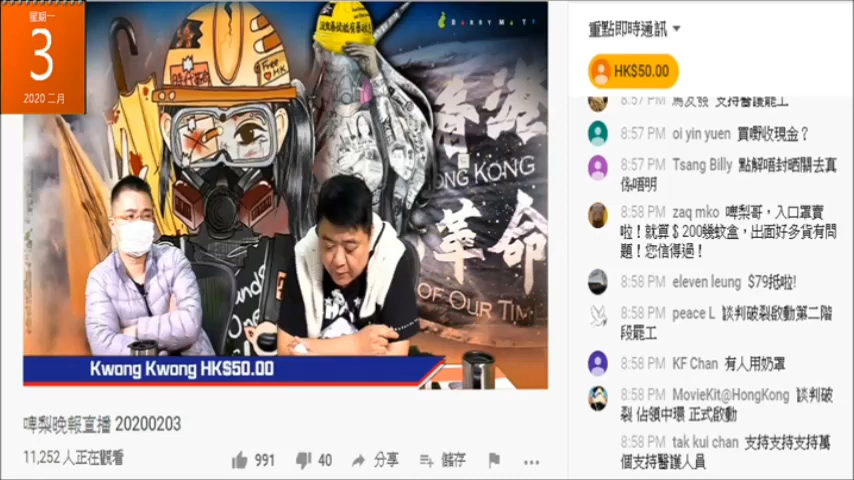 星期一
3
2020 二月
BARRY MA TV
時代革命
Free
HK
香港
HONG KONG
革命
OF OUR TIM
Kwong Kwong HK$50.00
啤梨晚報直播 20200203
11,252 人正在觀看
991
40
分享
儲存
重點即時通訊
HK$50.00
8:57 PM 馬友發 支持醫護罷工
8:57 PM oi yin yuen 買嘢收現金？
8:57 PM Tsang Billy 點解唔封晒關去真
係唔明
8:58 PM zaq mko 啤梨哥，入口罩賣
啦！就算＄200幾蚊盒，出面好多貨有問
題！您信得過！
8:58 PM eleven leung $79抵啦!
8:58 PM peace L 談判破裂啟動第二階
段罷工
8:58 PM KF Chan 有人用奶罩
8:58 PM MovieKit@HongKong 談判破
裂 佔領中環 正式啟動
8:58 PM tak kui chan 支持支持支持萬
個支持醫護人員